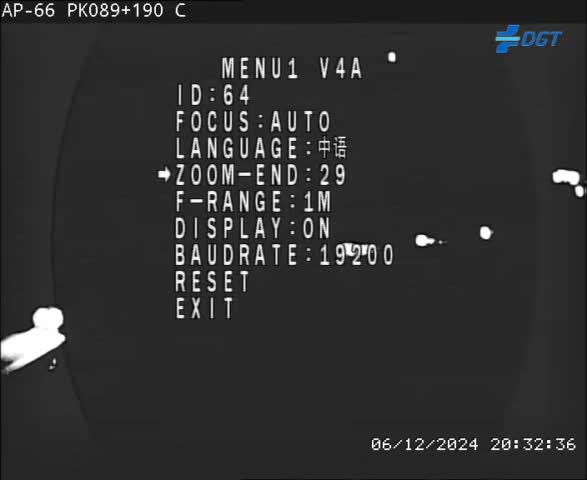 AP-66 PK089+190 C
DGT
MENU1 V4A
ID:64
FOCUS:AUTO
LANGUAGE:中语
ZOOM-END:29
F-RANGE:1M
DISPLAY:ON
BAUDRATE:19200
RESET
EXIT
06/12/2024 20:32:36